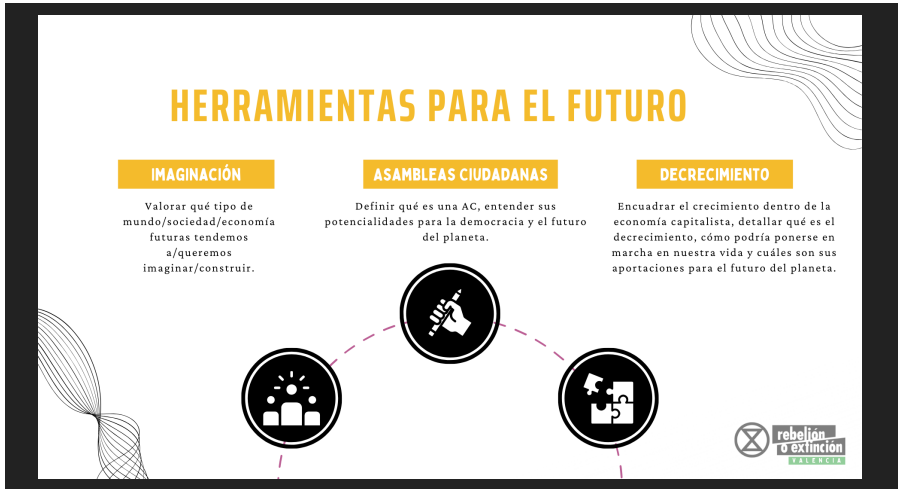 HERRAMIENTAS PARA EL FUTURO
IMAGINACIÓN
Valorar qué tipo de
mundo/sociedad/economía
futuras tendemos
a/queremos
imaginar/construir.
ASAMBLEAS CIUDADANAS
Definir qué es una AC, entender sus
potencialidades para la democracia y el futuro
del planeta.
DECRECIMIENTO
Encuadrar el crecimiento dentro de la
economía capitalista, detallar qué es el
decrecimiento, cómo podría ponerse en
marcha en nuestra vida y cuáles son sus
aportaciones para el futuro del planeta.
rebelión
o extinción
VALENCIA